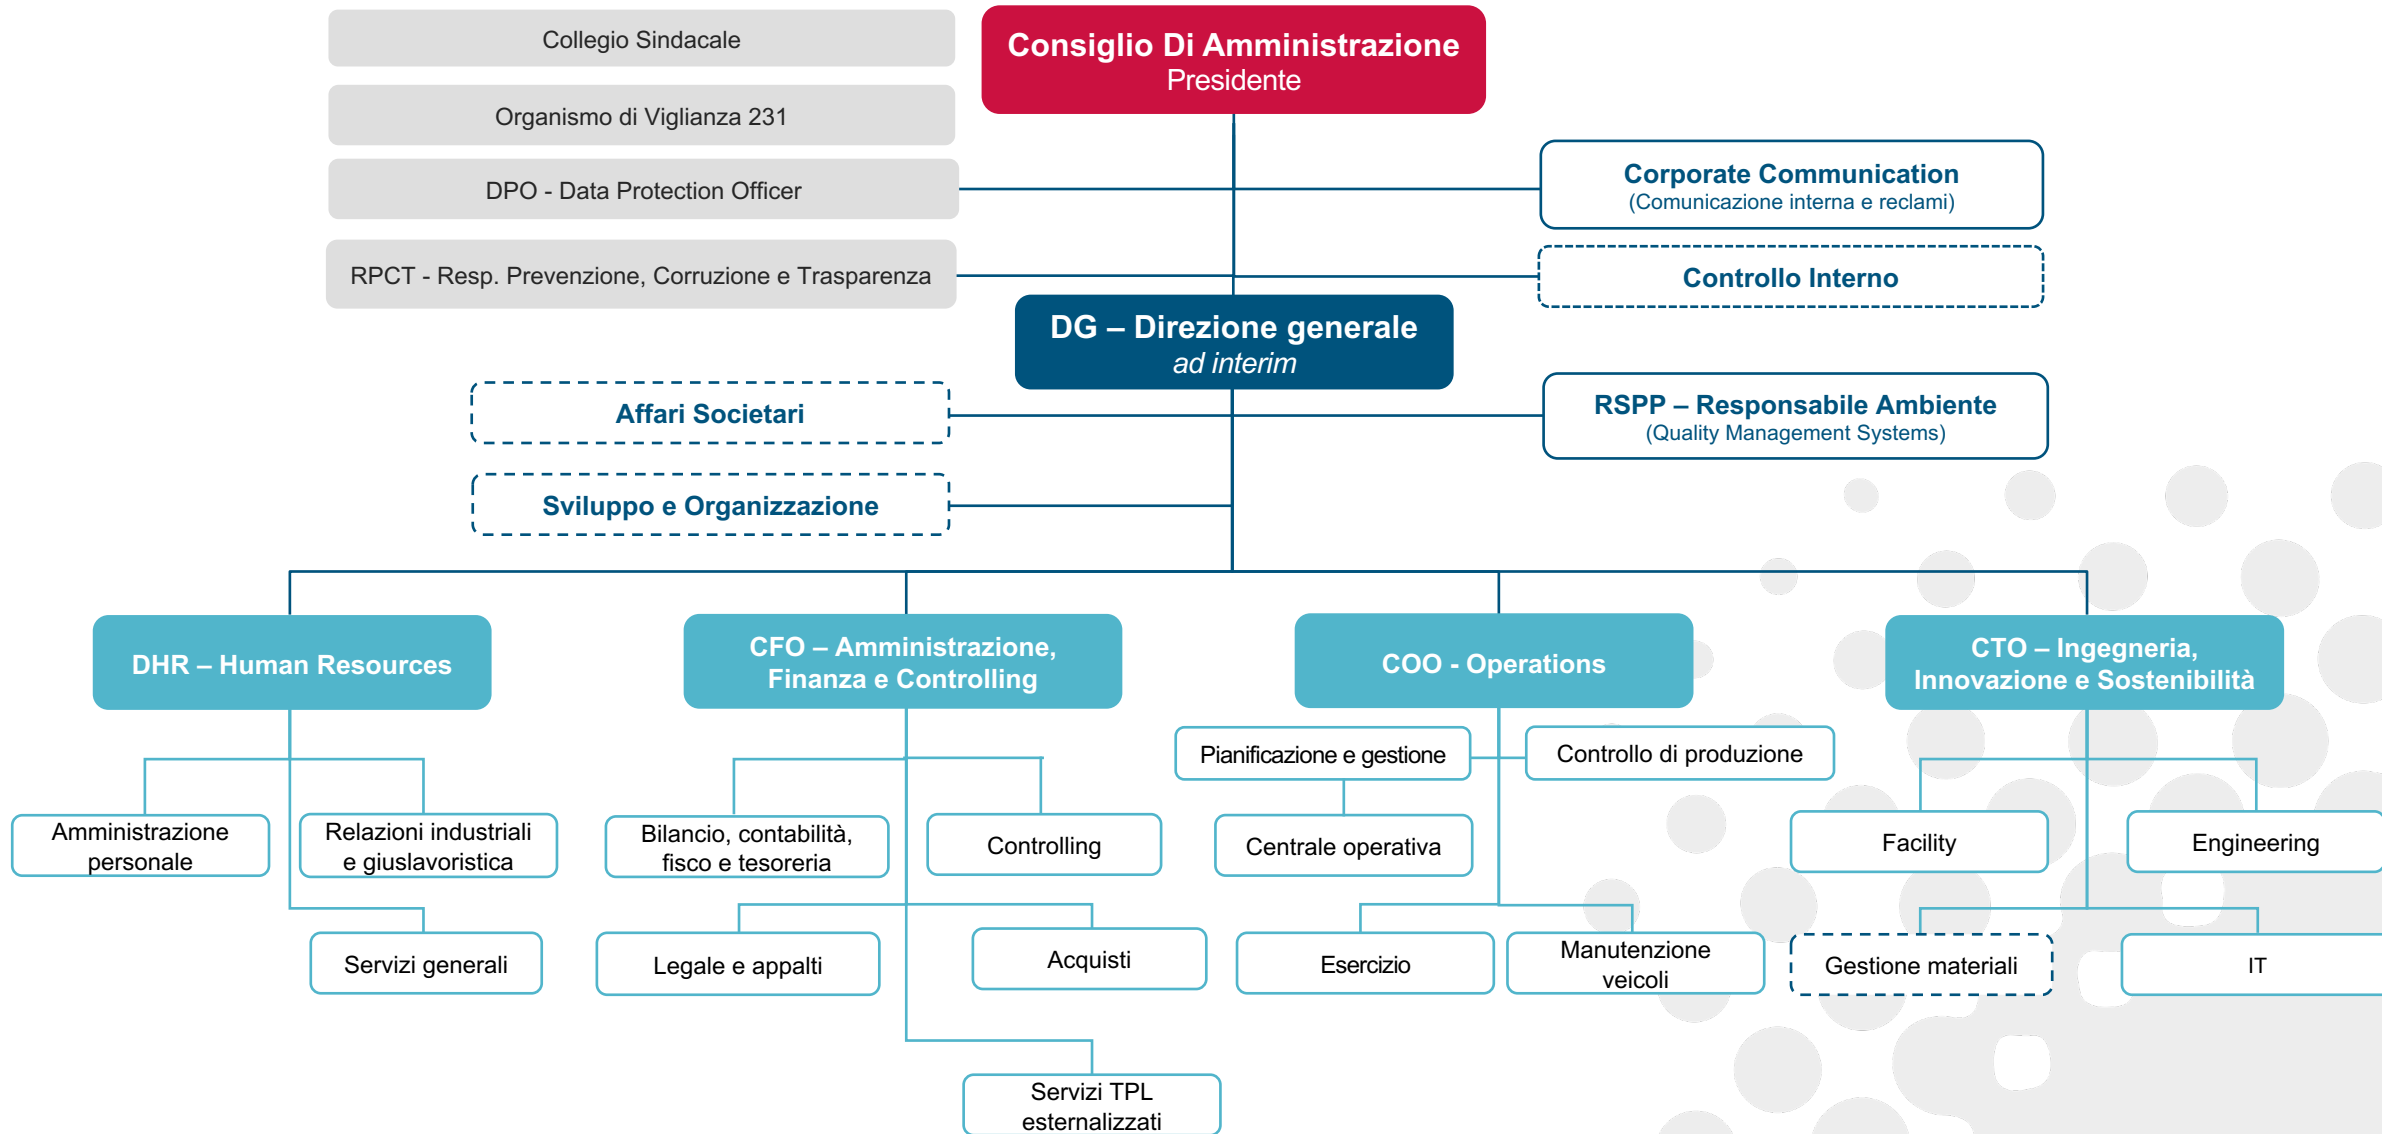 Collegio Sindacale
Consiglio Di Amministrazione
Presidente
Organismo di Viglianza 231
DPO - Data Protection Officer
Corporate Communication
(Comunicazione interna e reclami)
RPCT - Resp. Prevenzione, Corruzione e Trasparenza
Controllo Interno
DG – Direzione generale
ad interim
Affari Societari
RSPP – Responsabile Ambiente
(Quality Management Systems)
Sviluppo e Organizzazione
DHR – Human Resources
CFO – Amministrazione,
Finanza e Controlling
COO - Operations
CTO – Ingegneria,
Innovazione e Sostenibilità
Pianificazione e gestione
Controllo di produzione
Amministrazione
personale
Relazioni industriali
e giuslavoristica
Bilancio, contabilità,
fisco e tesoreria
Controlling
Centrale operativa
Facility
Engineering
Servizi generali
Legale e appalti
Acquisti
Esercizio
Manutenzione
veicoli
Gestione materiali
IT
Servizi TPL
esternalizzati